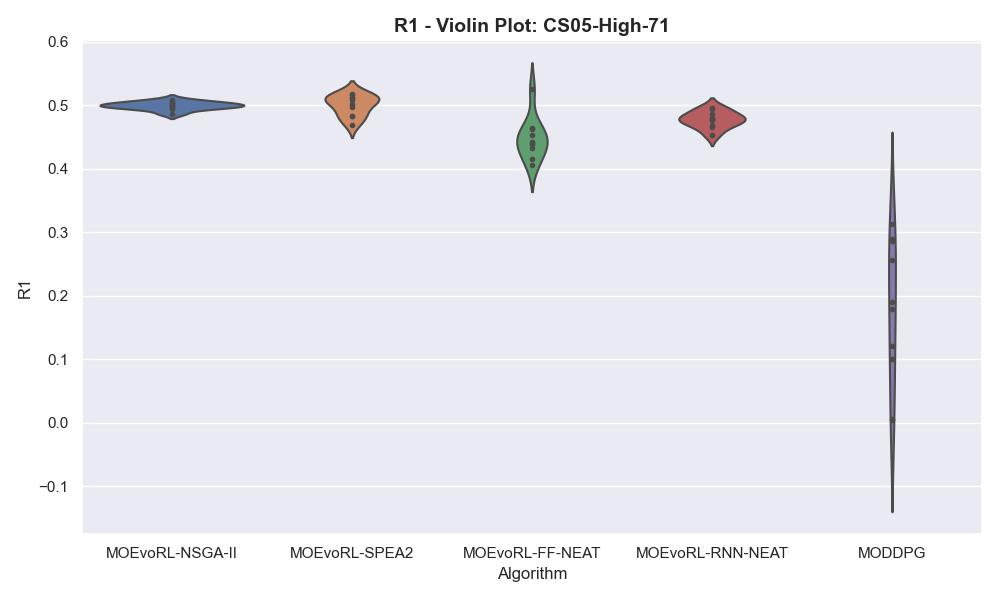 R1 - Violin Plot: CS05-High-71
0.6
0.5
0.4
0.3
0.2
0.1
0.0
−0.1
R1
MOEvoRL-NSGA-II MOEvoRL-SPEA2 MOEvoRL-FF-NEAT MOEvoRL-RNN-NEAT MODDPG
Algorithm